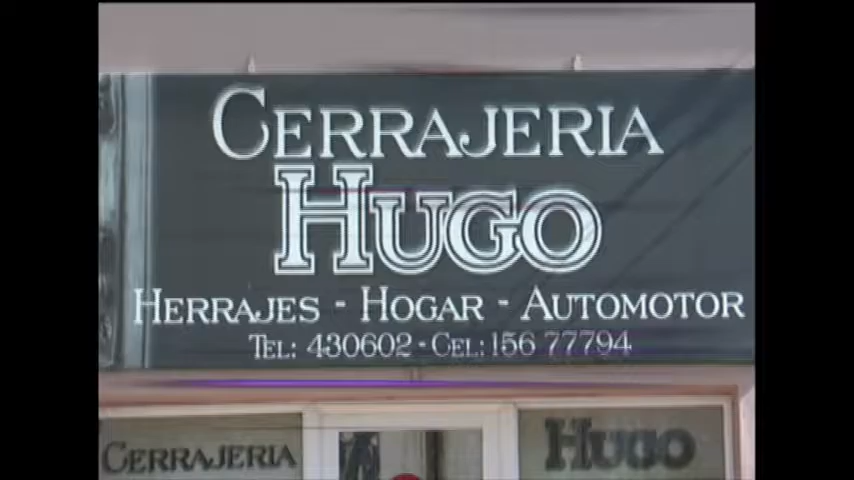 CERRAJERIA
HUGO
HERRAJES - HOGAR - AUTOMOTOR
TEL: 430602 - CEL: 156 77794
CERRAJERIA
HUGO